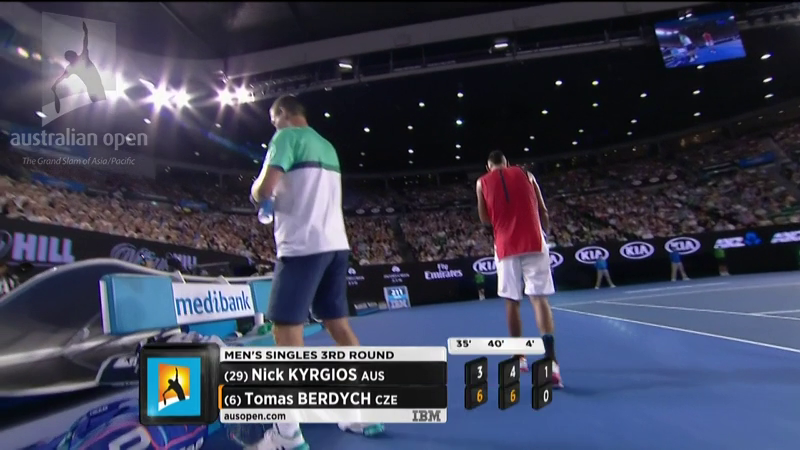 australian open
The Grand Slam of Asia/Pacific
HILL
medibank
Fly
Emirates
KIA
KIA
KIA
KIA
ANZ
ANZ
35' 40' 4'
MEN'S SINGLES 3RD ROUND
(29) Nick KYRGIOS AUS 3 4 1
(6) Tomas BERDYCH CZE 6 6 0
ausopen.com IBM